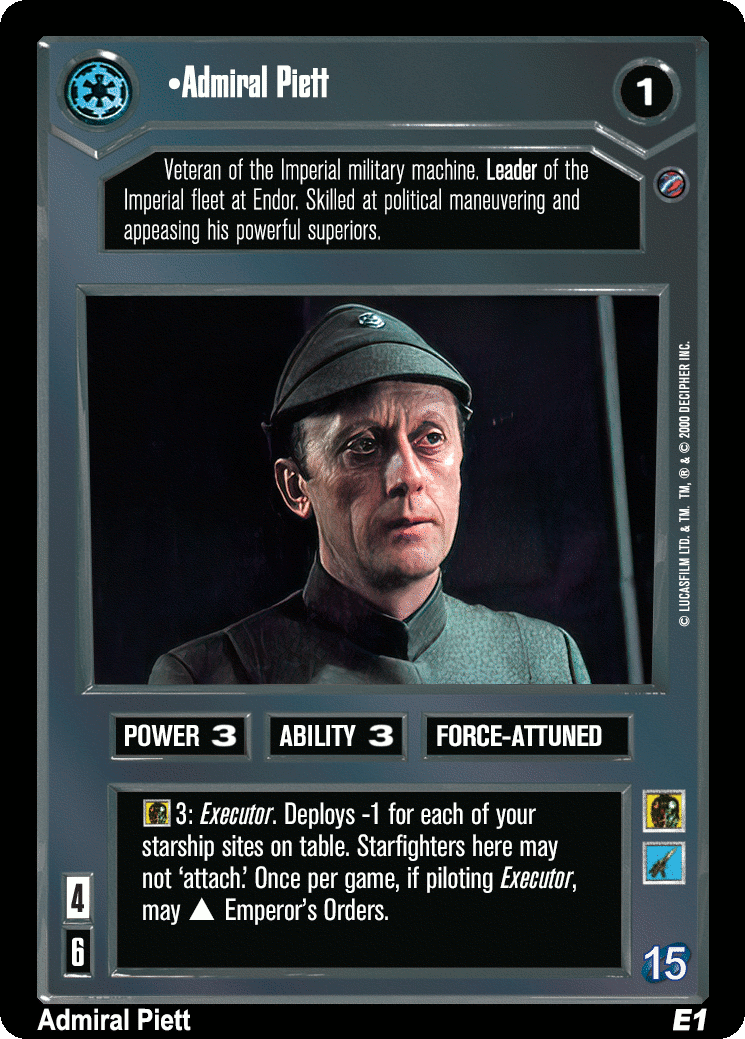 •Admiral Piett
1
Veteran of the Imperial military machine. Leader of the
Imperial fleet at Endor. Skilled at political maneuvering and
appeasing his powerful superiors.
© LUCASFILM LTD. & TM. TM, ® & © 2000 DECIPHER INC.
POWER 3
ABILITY 3
FORCE-ATTUNED
3: Executor. Deploys -1 for each of your
starship sites on table. Starfighters here may
not ‘attach.’ Once per game, if piloting Executor,
may ▲ Emperor’s Orders.
4
6
15
Admiral Piett
E1